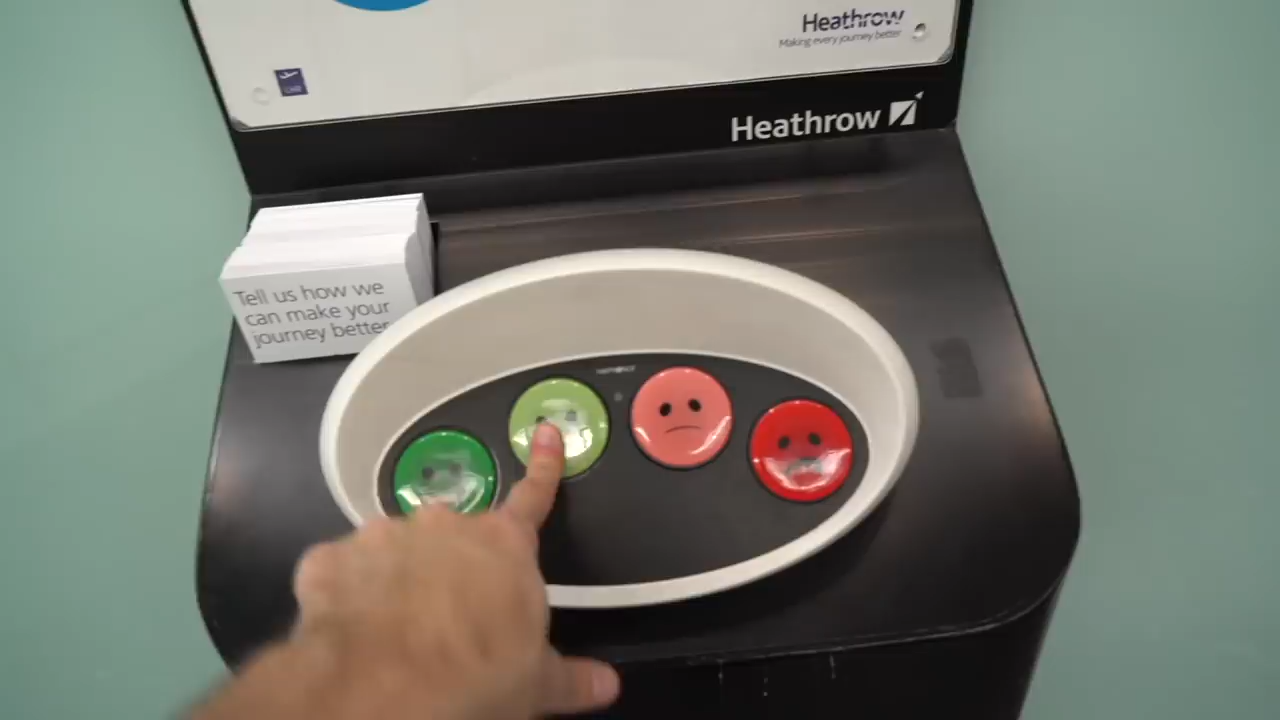 Heathrow
Making every journey better
Heathrow
Tell us how we
can make your
journey better